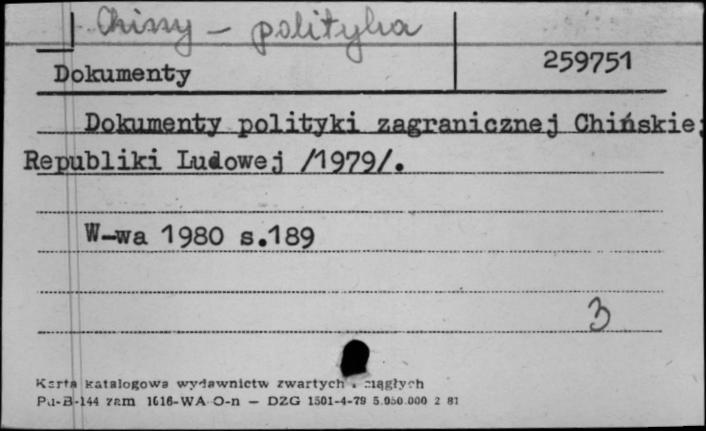 Chiny - polityka
Dokumenty 259751
Dokumenty polityki zagranicznej Chińskiej
Republiki Ludowej /1979/.
W-wa 1980 s.189
3
Karta katalogowa wydawnictw zwartych i ciągłych
Pu-B-144 zam 1616-WA O-n — DZG 1501-4-79 5.050.000 2 81